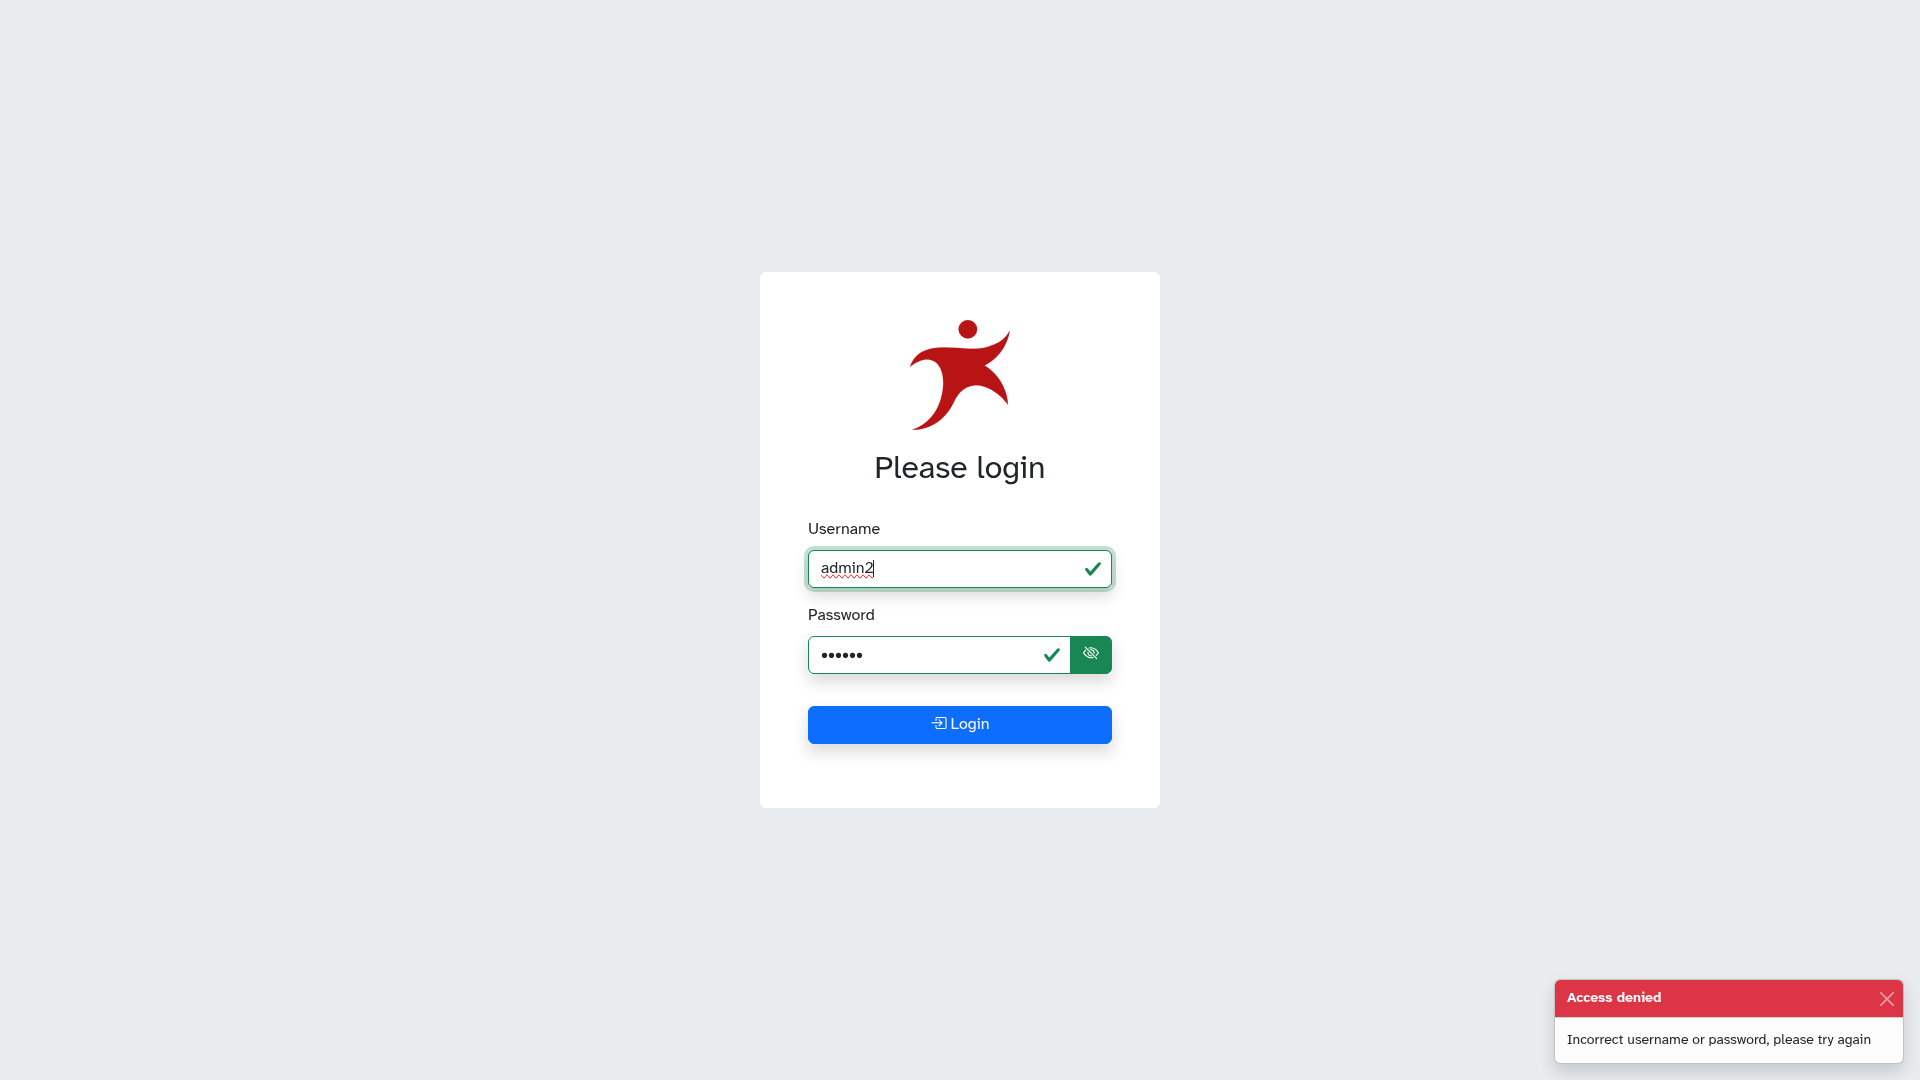 Please login
Username
admin2
Password
••••••
Login
Access denied
Incorrect username or password, please try again